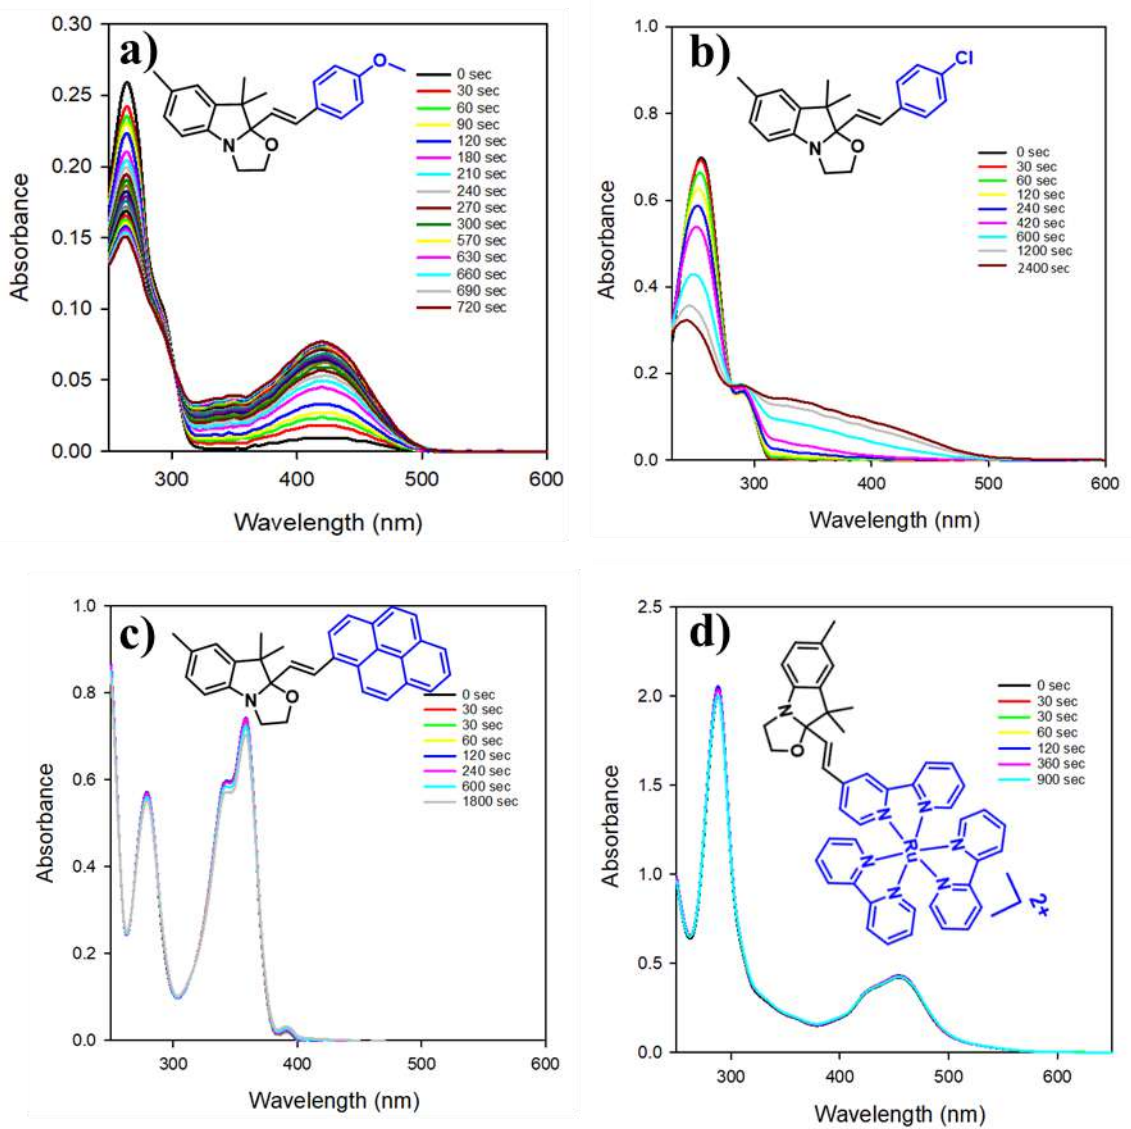 a)
0.30
0.25
0.20
0.15
0.10
0.05
0.00
Absorbance
300
400
500
600
Wavelength (nm)
O
N
O
0 sec
30 sec
60 sec
90 sec
120 sec
180 sec
210 sec
240 sec
270 sec
300 sec
570 sec
630 sec
660 sec
690 sec
720 sec
b)
1.0
0.8
0.6
0.4
0.2
0.0
Absorbance
300
400
500
600
Wavelength (nm)
Cl
N
O
0 sec
30 sec
60 sec
120 sec
240 sec
420 sec
600 sec
1200 sec
2400 sec
c)
1.0
0.8
0.6
0.4
0.2
0.0
Absorbance
300
400
500
600
Wavelength (nm)
N
O
0 sec
30 sec
30 sec
60 sec
120 sec
240 sec
600 sec
1800 sec
d)
2.5
2.0
1.5
1.0
0.5
0.0
Absorbance
300
400
500
600
Wavelength (nm)
N
O
N
N
N
Ru
N
N
N
2+
0 sec
30 sec
30 sec
60 sec
120 sec
360 sec
900 sec